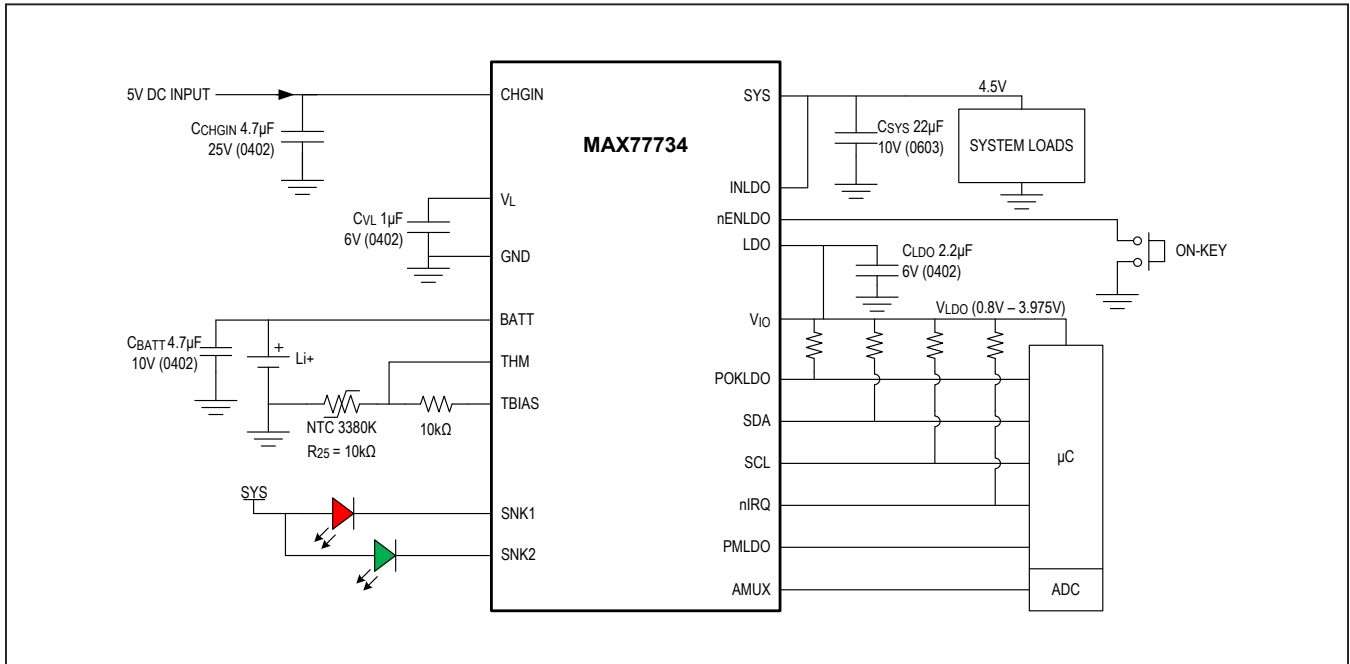 5V DC INPUT
CCHGIN 4.7µF
25V (0402)
CHGIN
MAX77734
SYS
4.5V
CSYS 22µF
10V (0603)
SYSTEM LOADS
INLDO
VL
CVL 1µF
6V (0402)
GND
nENLDO
LDO
CLDO 2.2µF
6V (0402)
ON-KEY
BATT
CBATT 4.7µF
10V (0402)
+
Li+
THM
TBIAS
NTC 3380K
R25 = 10kΩ
10kΩ
VIO
VLDO (0.8V – 3.975V)
POKLDO
SDA
SCL
µC
nIRQ
SYS
SNK1
SNK2
PMLDO
AMUX
ADC